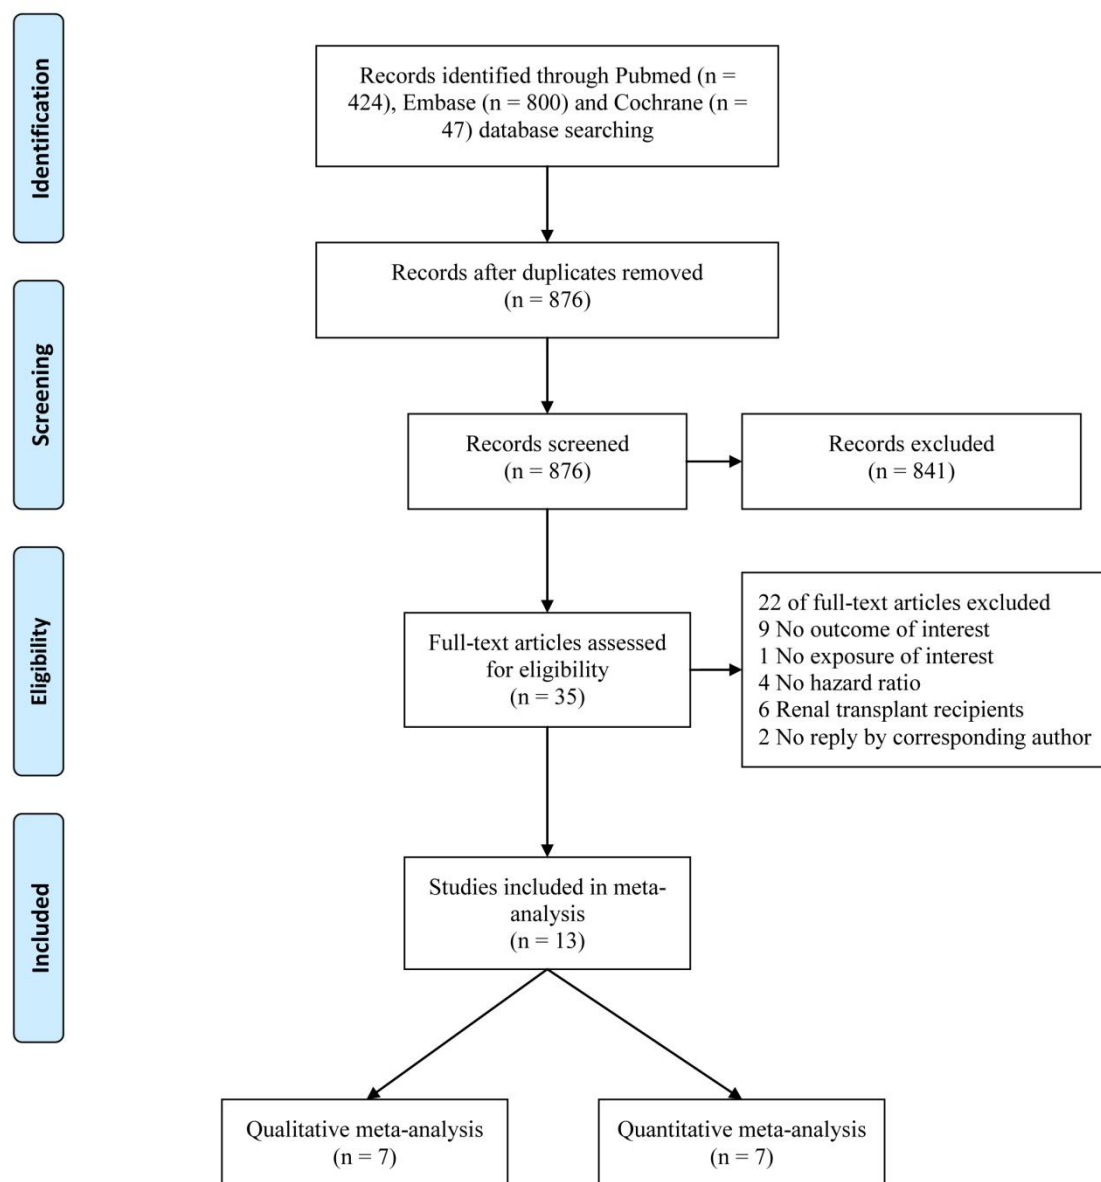 Identification
Records identified through Pubmed (n =
424), Embase (n = 800) and Cochrane (n =
47) database searching
Records after duplicates removed
(n = 876)
Screening
Records screened
(n = 876)
Records excluded
(n = 841)
Eligibility
Full-text articles assessed
for eligibility
(n = 35)
22 of full-text articles excluded
9 No outcome of interest
1 No exposure of interest
4 No hazard ratio
6 Renal transplant recipients
2 No reply by corresponding author
Included
Studies included in meta-
analysis
(n = 13)
Qualitative meta-analysis
(n = 7)
Quantitative meta-analysis
(n = 7)